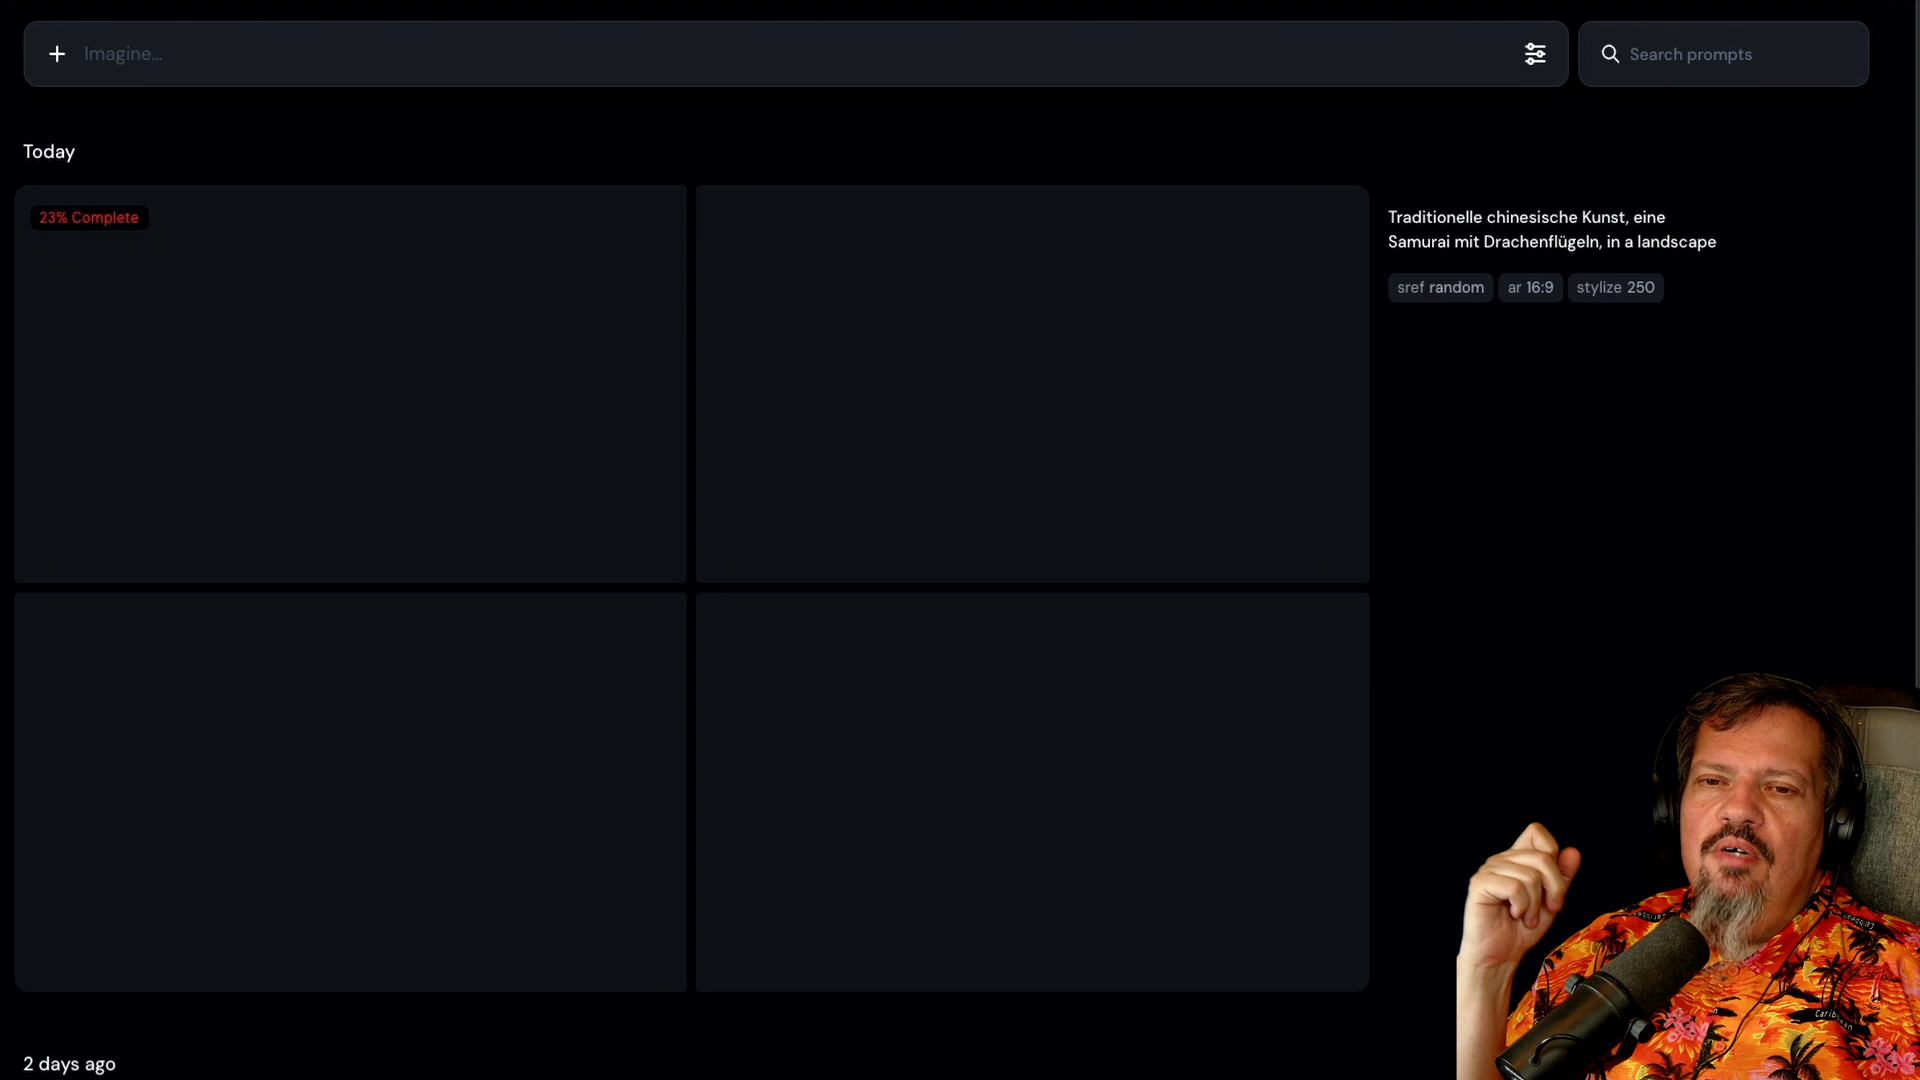 Imagine...
Search prompts
Today
23% Complete
Traditionelle chinesische Kunst, eine
Samurai mit Drachenflügeln, in a landscape
sref random
ar 16:9
stylize 250
2 days ago
Caribbean